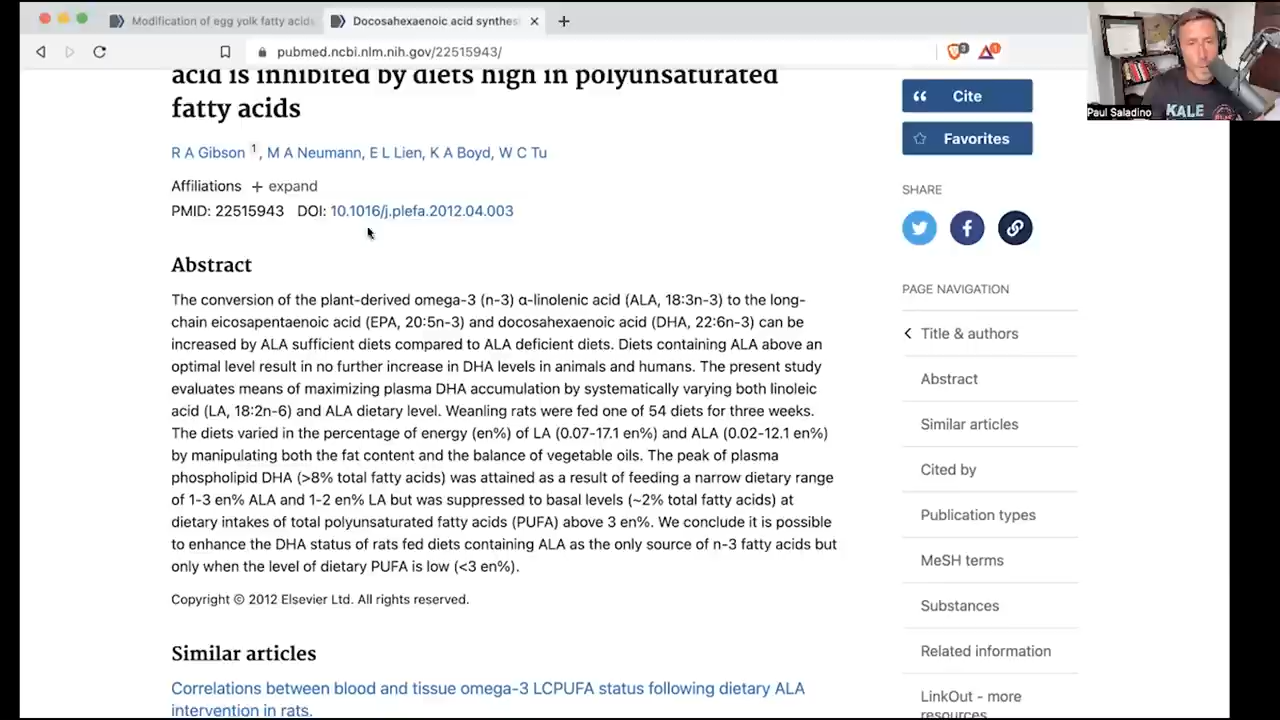 Modification of egg yolk fatty acids
Docosahexaenoic acid synthes
pubmed.ncbi.nlm.nih.gov/22515943/
3
1
KALE
Paul Saladino
acid is inhibited by diets high in polyunsaturated
fatty acids
R A Gibson 1, M A Neumann, E L Lien, K A Boyd, W C Tu
Affiliations + expand
PMID: 22515943 DOI: 10.1016/j.plefa.2012.04.003
Abstract
The conversion of the plant-derived omega-3 (n-3) α-linolenic acid (ALA, 18:3n-3) to the long-
chain eicosapentaenoic acid (EPA, 20:5n-3) and docosahexaenoic acid (DHA, 22:6n-3) can be
increased by ALA sufficient diets compared to ALA deficient diets. Diets containing ALA above an
optimal level result in no further increase in DHA levels in animals and humans. The present study
evaluates means of maximizing plasma DHA accumulation by systematically varying both linoleic
acid (LA, 18:2n-6) and ALA dietary level. Weanling rats were fed one of 54 diets for three weeks.
The diets varied in the percentage of energy (en%) of LA (0.07-17.1 en%) and ALA (0.02-12.1 en%)
by manipulating both the fat content and the balance of vegetable oils. The peak of plasma
phospholipid DHA (>8% total fatty acids) was attained as a result of feeding a narrow dietary range
of 1-3 en% ALA and 1-2 en% LA but was suppressed to basal levels (~2% total fatty acids) at
dietary intakes of total polyunsaturated fatty acids (PUFA) above 3 en%. We conclude it is possible
to enhance the DHA status of rats fed diets containing ALA as the only source of n-3 fatty acids but
only when the level of dietary PUFA is low (<3 en%).
Copyright © 2012 Elsevier Ltd. All rights reserved.
Similar articles
Correlations between blood and tissue omega-3 LCPUFA status following dietary ALA
intervention in rats.
Cite
Favorites
SHARE
PAGE NAVIGATION
Title & authors
Abstract
Similar articles
Cited by
Publication types
MeSH terms
Substances
Related information
LinkOut - more
resources